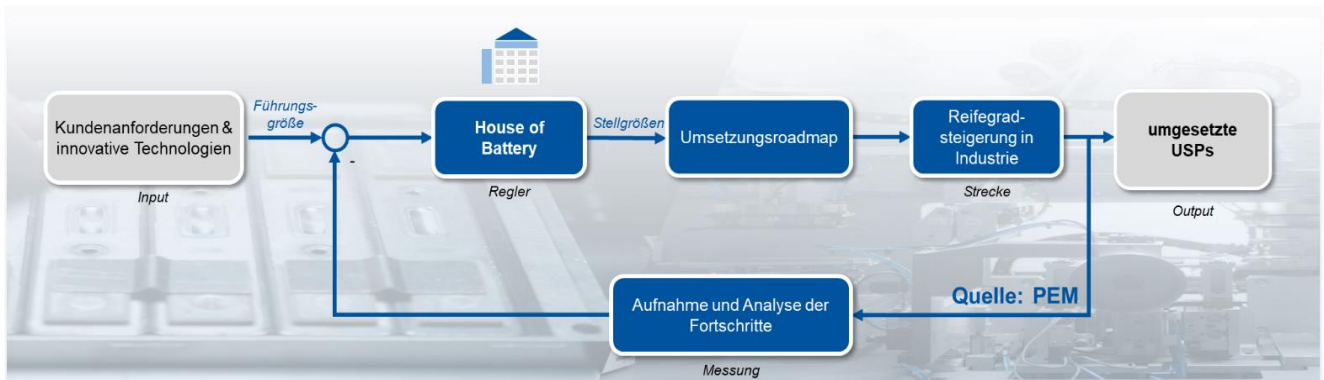 Kundenanforderungen &
innovative Technologien
Input
Führungs-
größe
-
House of
Battery
Regler
Stellgrößen
Umsetzungsroadmap
Reifegrad-
steigerung in
Industrie
Strecke
umgesetzte
USPs
Output
Quelle: PEM
Aufnahme und Analyse der
Fortschritte
Messung